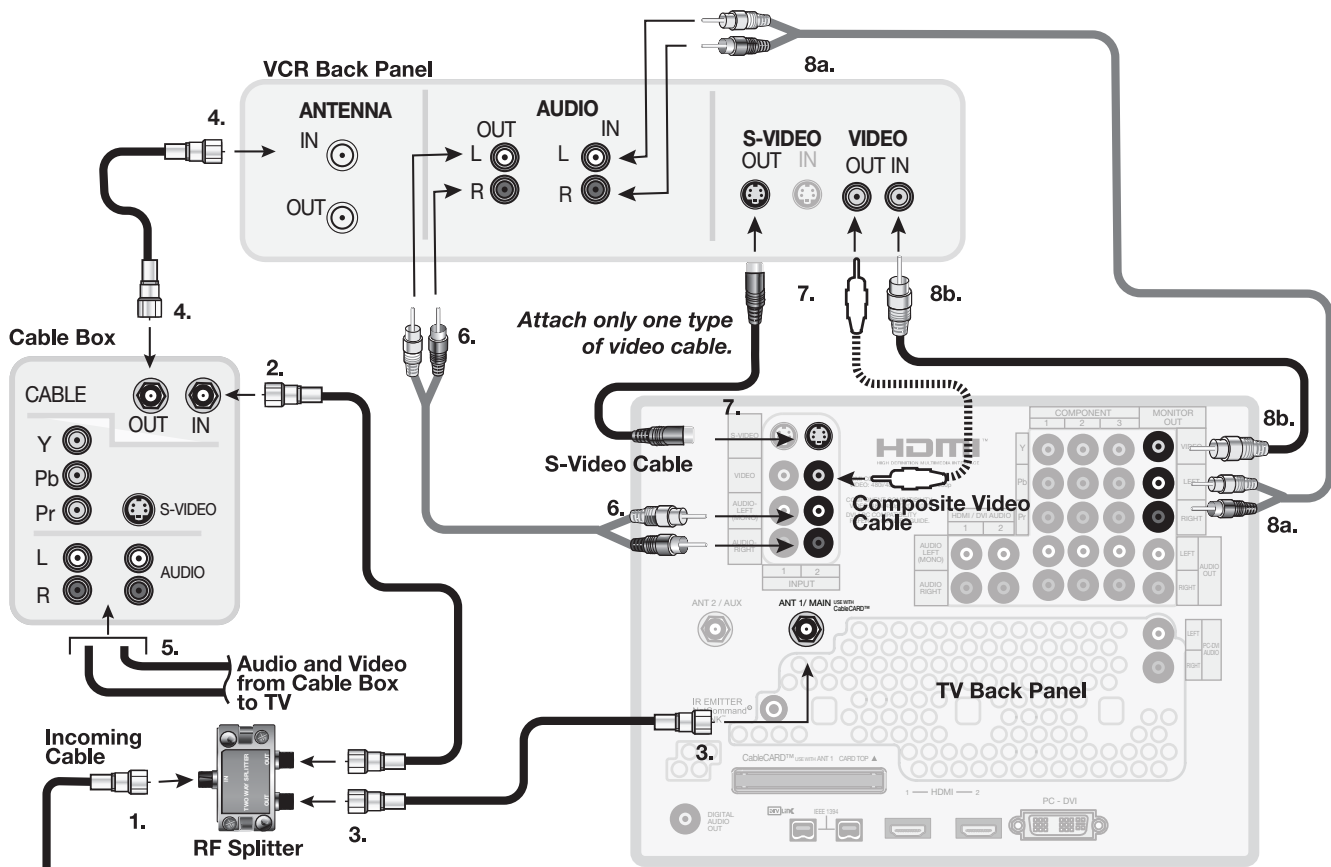 8a.
VCR Back Panel
ANTENNA
IN
OUT
AUDIO
OUT
IN
L
R
L
R
S-VIDEO
OUT
IN
VIDEO
OUT IN
4.
4.
7.
8b.
Attach only one type
of video cable.
6.
Cable Box
CABLE
OUT
IN
2.
Y
Pb
Pr
S-VIDEO
L
R
AUDIO
5.
Audio and Video
from Cable Box
to TV
7.
S-VIDEO
S-Video Cable
VIDEO
AUDIO-
LEFT
(MONO)
AUDIO-
RIGHT
1
2
INPUT
6.
HDMI™
Composite Video
Cable
COMPONENT
1
2
3
MONITOR
OUT
Y
Pb
Pr
LEFT
RIGHT
8b.
8a.
HDMI / DVI AUDIO
1
2
AUDIO
LEFT
(MONO)
AUDIO
RIGHT
LEFT
RIGHT
AUDIO
OUT
LEFT
RIGHT
PC-DVI
AUDIO
ANT 2 / AUX
ANT 1/ MAIN USE WITH
CableCARD™
TV Back Panel
IR EMITTER
3.
CableCARD™ USE WITH ANT 1 CARD TOP ▲
DIGITAL
AUDIO
OUT
IEEE 1394
1 — HDMI — 2
PC - DVI
Incoming
Cable
1.
IN
TWO WAY SPLITTER
OUT
OUT
RF Splitter
3.